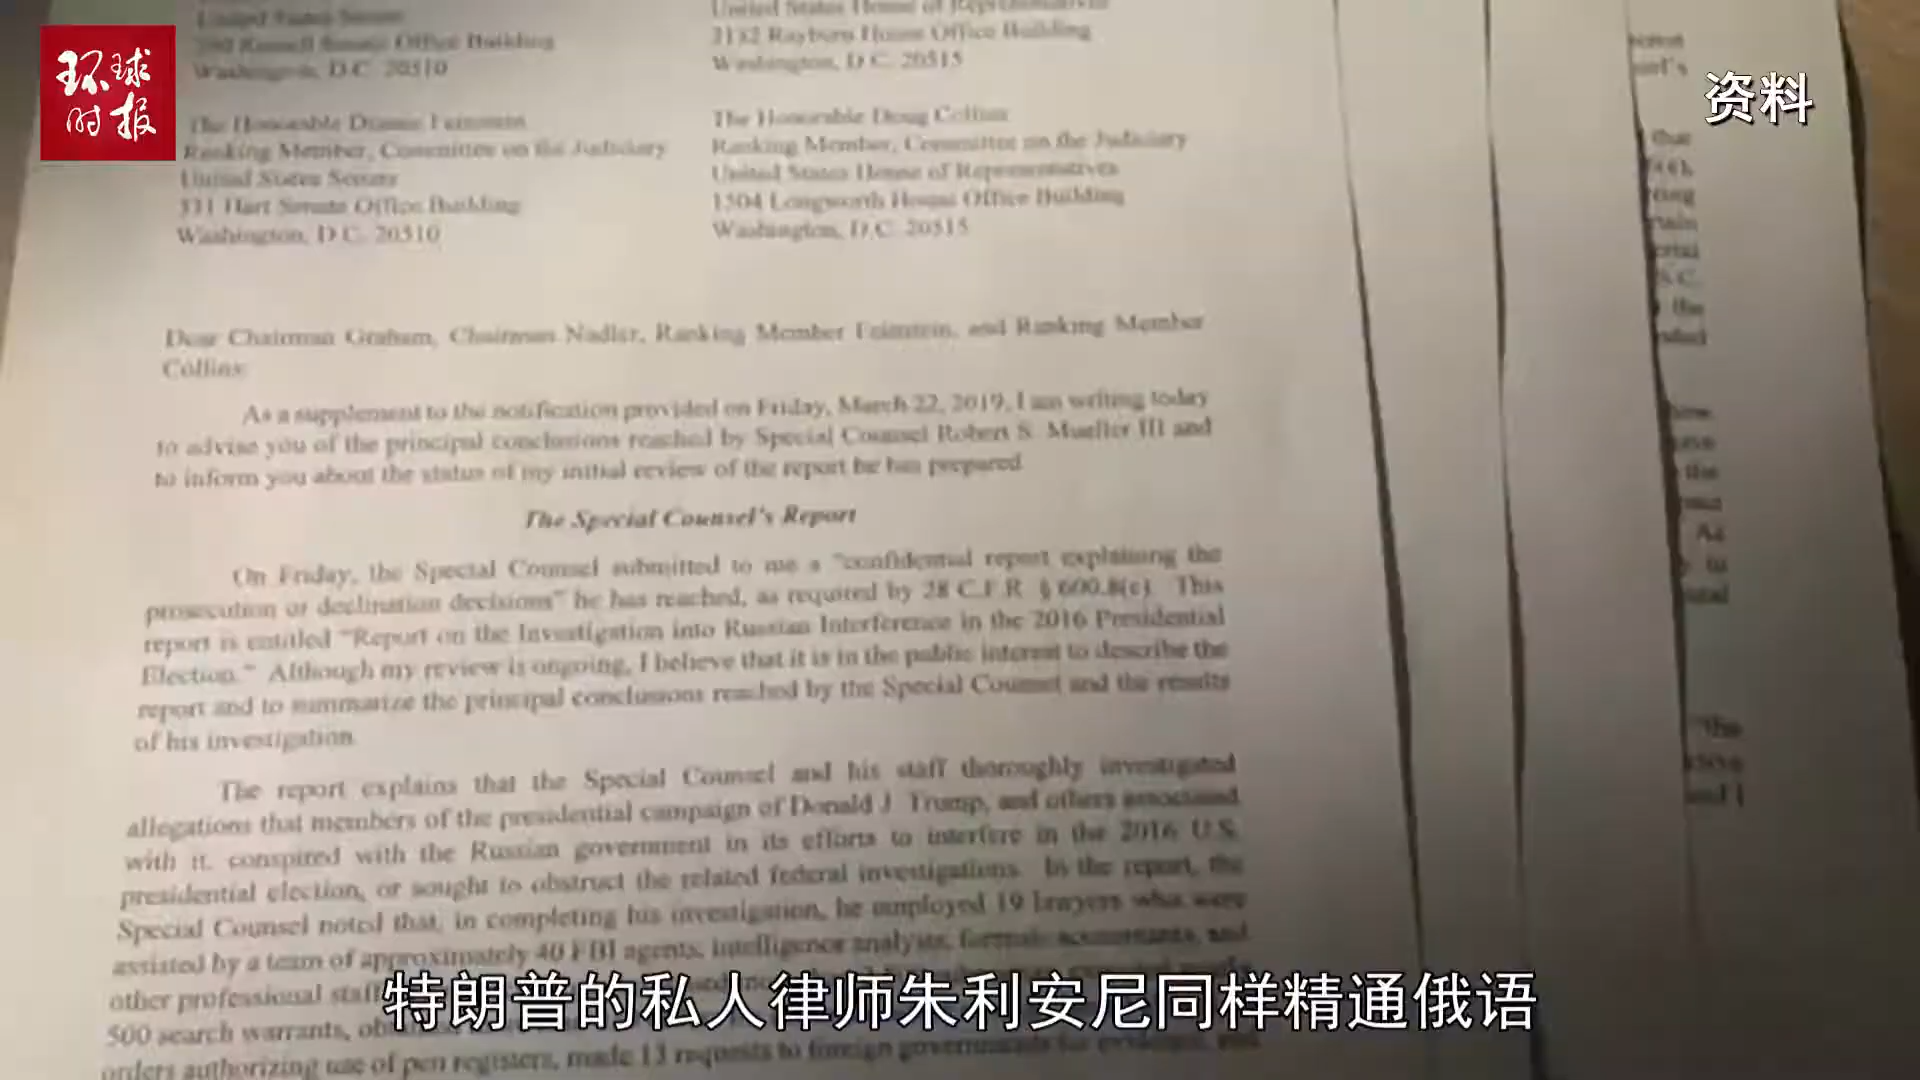 环球
时报
资料
United States Senate
290 Russell Senate Office Building
Washington, D.C. 20510
United States House of Representatives
2132 Rayburn House Office Building
Washington, D.C. 20515
The Honorable Dianne Feinstein
Ranking Member, Committee on the Judiciary
United States Senate
331 Hart Senate Office Building
Washington, D.C. 20510
The Honorable Doug Collins
Ranking Member, Committee on the Judiciary
United States House of Representatives
1504 Longworth House Office Building
Washington, D.C. 20515
Dear Chairman Graham, Chairman Nadler, Ranking Member Feinstein, and Ranking Member
Collins:
As a supplement to the notification provided on Friday, March 22, 2019, I am writing today
to advise you of the principal conclusions reached by Special Counsel Robert S. Mueller III and
to inform you about the status of my initial review of the report he has prepared.
The Special Counsel's Report
On Friday, the Special Counsel submitted to me a "confidential report explaining the
prosecution or declination decisions" he has reached, as required by 28 C.F.R. § 600.8(c). This
report is entitled "Report on the Investigation into Russian Interference in the 2016 Presidential
Election." Although my review is ongoing, I believe that it is in the public interest to describe the
report and to summarize the principal conclusions reached by the Special Counsel and the results
of his investigation.
The report explains that the Special Counsel and his staff thoroughly investigated
allegations that members of the presidential campaign of Donald J. Trump, and others associated
with it, conspired with the Russian government in its efforts to interfere in the 2016 U.S.
presidential election, or sought to obstruct the related federal investigations. In the report, the
Special Counsel noted that, in completing his investigation, he employed 19 lawyers who were
assisted by a team of approximately 40 FBI agents, intelligence analysts, forensic accountants, and
other professional staff
500 search warrants,
orders authorizing use of pen registers, made 13 requests to foreign governments for evidence, and
that
the
S.C.
the
the
As
to
"the
and I
特朗普的私人律师朱利安尼同样精通俄语